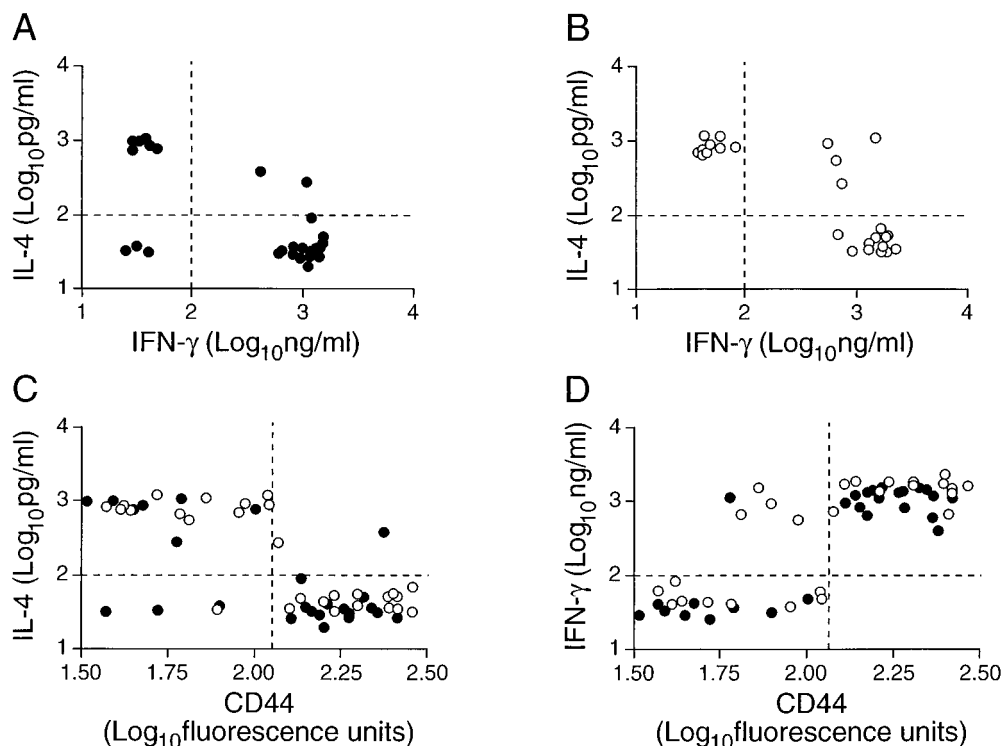 A
IL-4 (Log10pg/ml)
4
3
2
1
1 2 3 4
IFN-γ (Log10ng/ml)
B
IL-4 (Log10pg/ml)
4
3
2
1
1 2 3 4
IFN-γ (Log10ng/ml)
C
IL-4 (Log10pg/ml)
4
3
2
1
1.50 1.75 2.00 2.25 2.50
CD44
(Log10fluorescence units)
D
IFN-γ (Log10ng/ml)
4
3
2
1
1.50 1.75 2.00 2.25 2.50
CD44
(Log10fluorescence units)